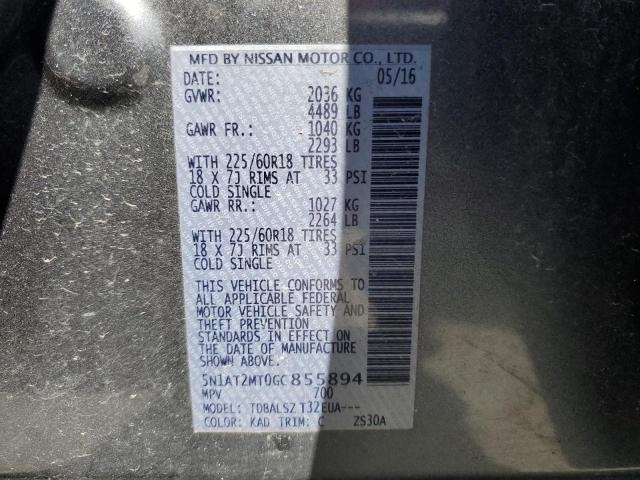 MFD BY NISSAN MOTOR CO., LTD.
DATE: 05/16
GVWR: 2036 KG
4489 LB
GAWR FR.: 1040 KG
2293 LB
WITH 225/60R18 TIRES
18 X 7J RIMS AT 33 PSI
COLD SINGLE
GAWR RR.: 1027 KG
2264 LB
WITH 225/60R18 TIRES
18 X 7J RIMS AT 33 PSI
COLD SINGLE
THIS VEHICLE CONFORMS TO
ALL APPLICABLE FEDERAL
MOTOR VEHICLE SAFETY AND
THEFT PREVENTION
STANDARDS IN EFFECT ON
THE DATE OF MANUFACTURE
5N1AT2MT0GC855894
MPV 700
MODEL: TDBALSZ T32EUA---
COLOR: KAD TRIM: C ZS30A